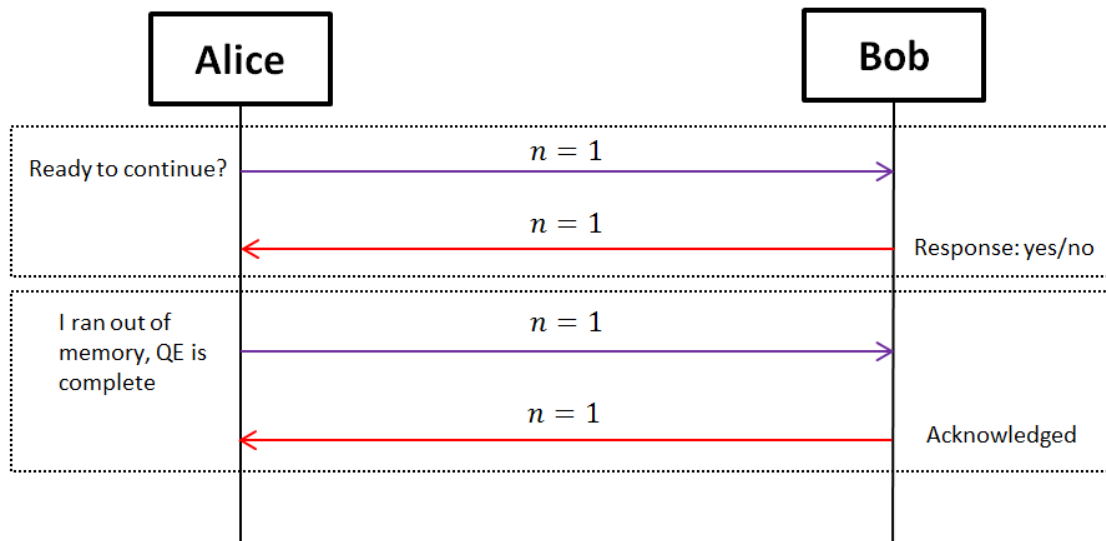 Alice
Bob
Ready to continue?
n = 1
n = 1
Response: yes/no
I ran out of
memory, QE is
complete
n = 1
n = 1
Acknowledged